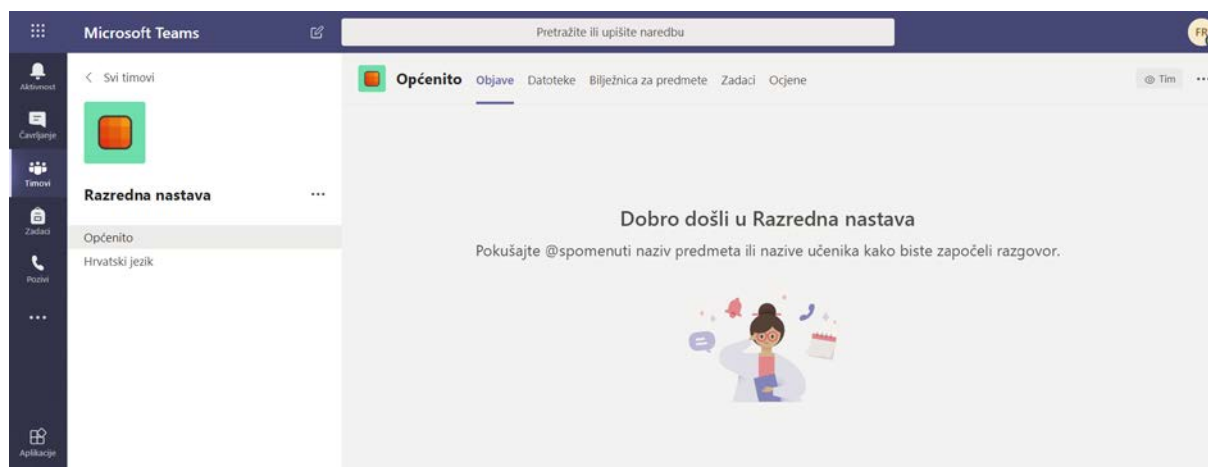 Microsoft Teams
Pretražite ili upišite naredbu
FR
Aktivnost
Čavrljanje
Timovi
Zadaci
Pozivi
Aplikacije
Svi timovi
Razredna nastava
Općenito
Hrvatski jezik
Općenito Objave Datoteke Bilježnica za predmete Zadaci Ocjene
Tim
Dobro došli u Razredna nastava
Pokušajte @spomenuti naziv predmeta ili nazive učenika kako biste započeli razgovor.